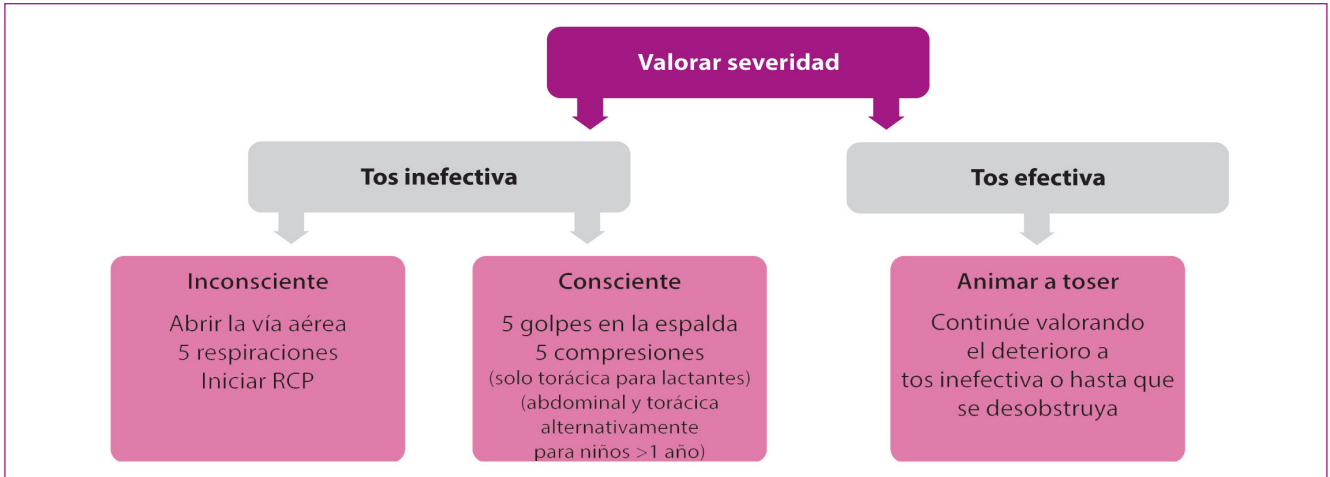 Valorar severidad
Tos inefectiva
Tos efectiva
Inconsciente
Abrir la vía aérea
5 respiraciones
Iniciar RCP
Consciente
5 golpes en la espalda
5 compresiones
(solo torácica para lactantes)
(abdominal y torácica
alternativamente
para niños >1 año)
Animar a toser
Continúe valorando
el deterioro a
tos inefectiva o hasta que
se desobstruya